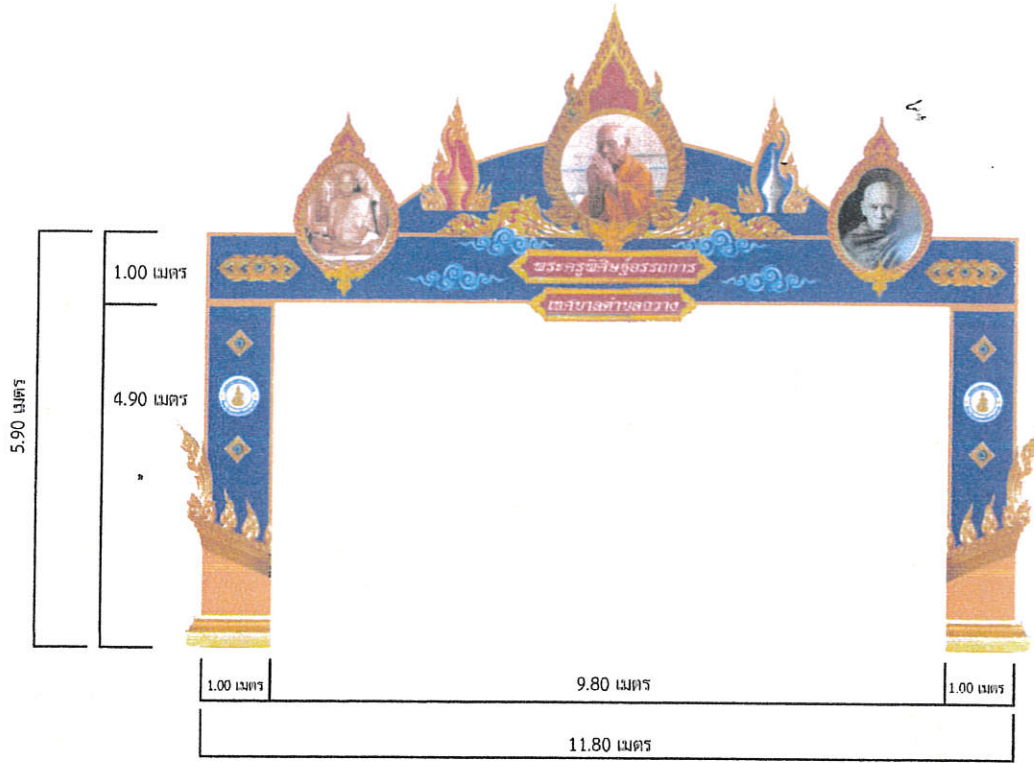 พระครูพิศิษฐ์อรรถการ
เทศบาลตำบลฉวาง
1.00 เมตร
4.90 เมตร
5.90 เมตร
1.00 เมตร
9.80 เมตร
1.00 เมตร
11.80 เมตร